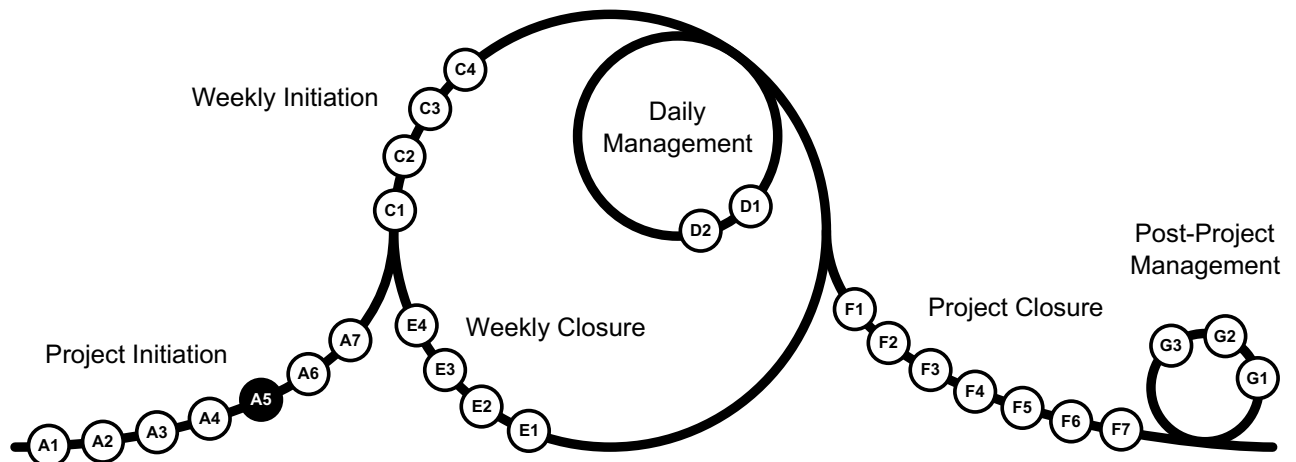 Weekly Initiation
C4
C3
C2
C1
Daily
Management
D1
D2
Post-Project
Management
Project Initiation
A1
A2
A3
A4
A5
A6
A7
Weekly Closure
E4
E3
E2
E1
Project Closure
F1
F2
F3
F4
F5
F6
F7
G3
G2
G1